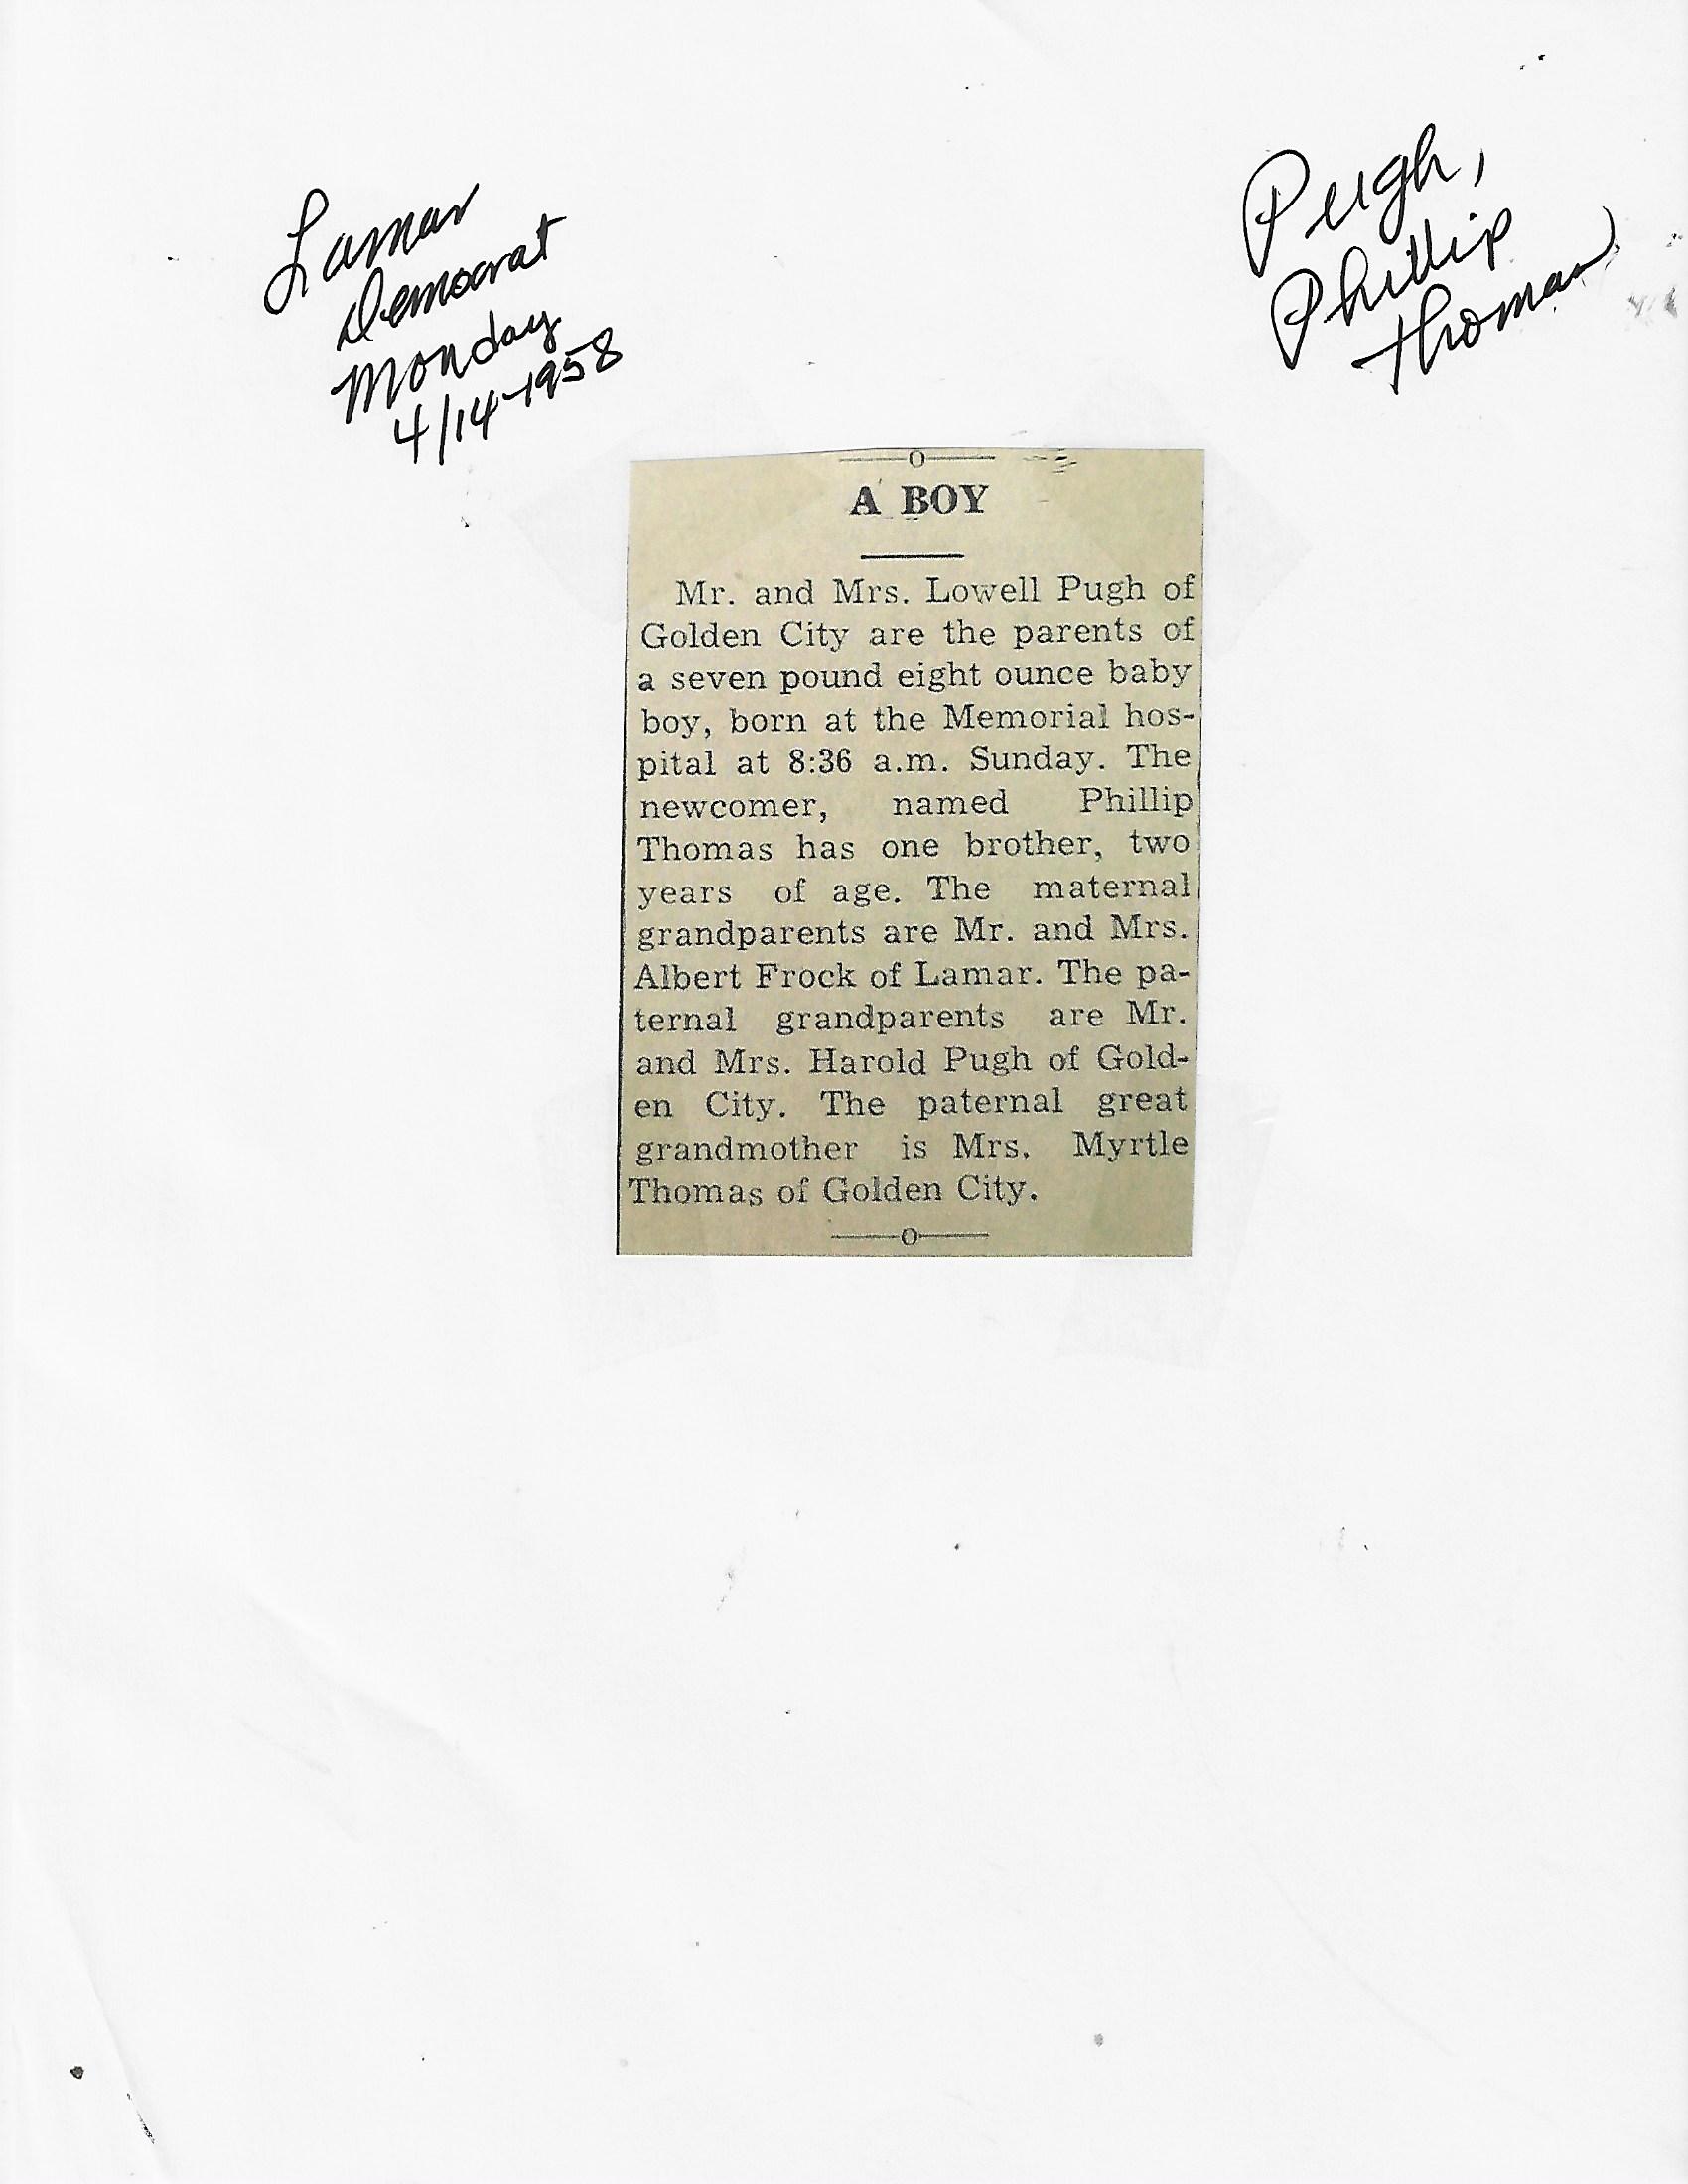 Lamar
Democrat
Monday
4/14-1958
Pugh,
Phillip
Thomas
A BOY
Mr. and Mrs. Lowell Pugh of
Golden City are the parents of
a seven pound eight ounce baby
boy, born at the Memorial hos-
pital at 8:36 a.m. Sunday. The
newcomer, named Phillip
Thomas has one brother, two
years of age. The maternal
grandparents are Mr. and Mrs.
Albert Frock of Lamar. The pa-
ternal grandparents are Mr.
and Mrs. Harold Pugh of Gold-
en City. The paternal great
grandmother is Mrs. Myrtle
Thomas of Golden City.